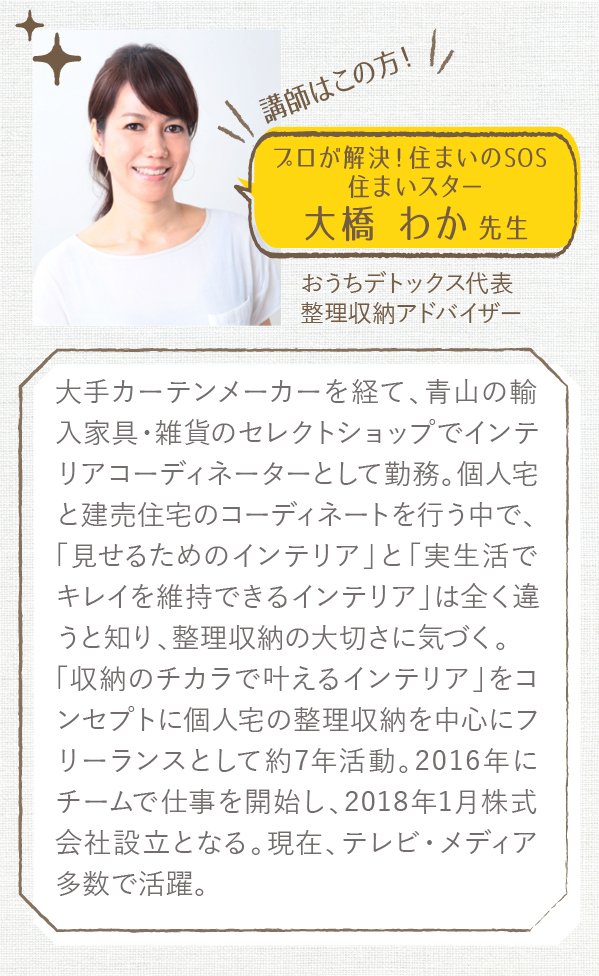 講師はこの方！
プロが解決！住まいのSOS
住まいスター
大橋 わか 先生
おうちデトックス代表
整理収納アドバイザー
大手カーテンメーカーを経て、青山の輸
入家具・雑貨のセレクトショップでインテ
リアコーディネーターとして勤務。個人宅
と建売住宅のコーディネートを行う中で、
「見せるためのインテリア」と「実生活で
キレイを維持できるインテリア」は全く違
うと知り、整理収納の大切さに気づく。
「収納のチカラで叶えるインテリア」をコ
ンセプトに個人宅の整理収納を中心にフ
リーランスとして約7年活動。2016年に
チームで仕事を開始し、2018年1月株式
会社設立となる。現在、テレビ・メディア
多数で活躍。